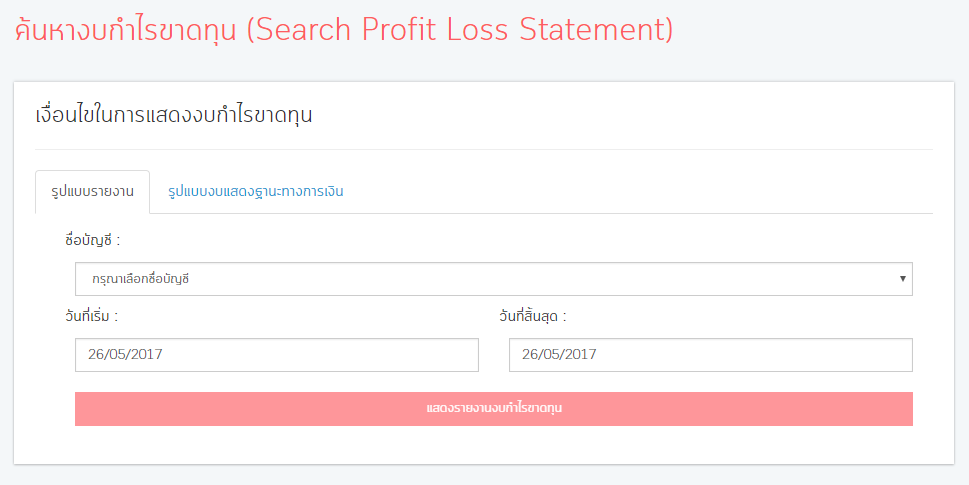 ค้นหางบกำไรขาดทุน (Search Profit Loss Statement)
เงื่อนไขในการแสดงงบกำไรขาดทุน
รูปแบบรายงาน รูปแบบงบแสดงฐานะทางการเงิน
ชื่อบัญชี :
กรุณาเลือกชื่อบัญชี
วันที่เริ่ม : วันที่สิ้นสุด :
26/05/2017 26/05/2017
แสดงรายงานงบกำไรขาดทุน